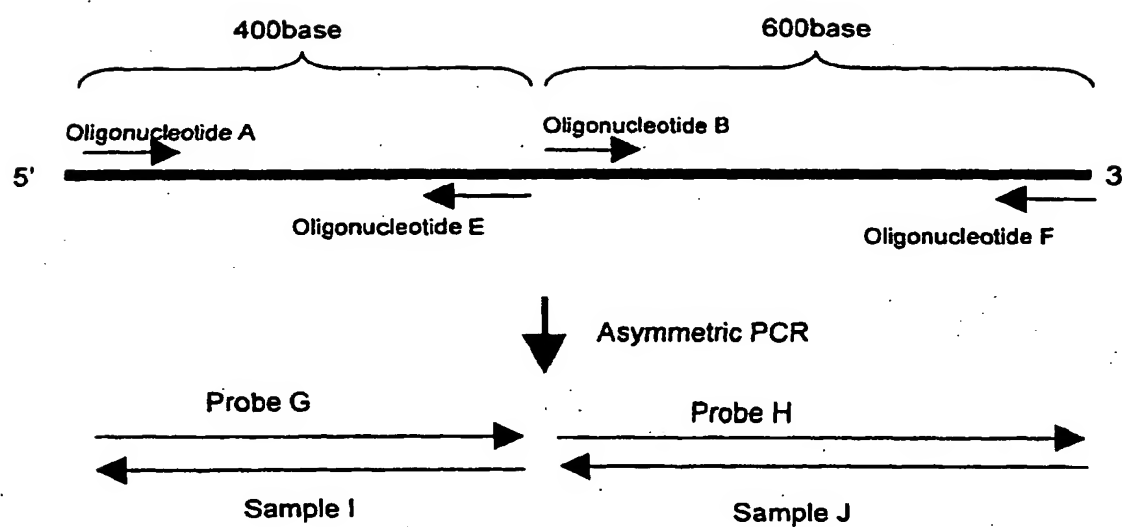 400base
600base
Oligonucleotide A
Oligonucleotide B
5'
3
Oligonucleotide E
Oligonucleotide F
Asymmetric PCR
Probe G
Probe H
Sample I
Sample J